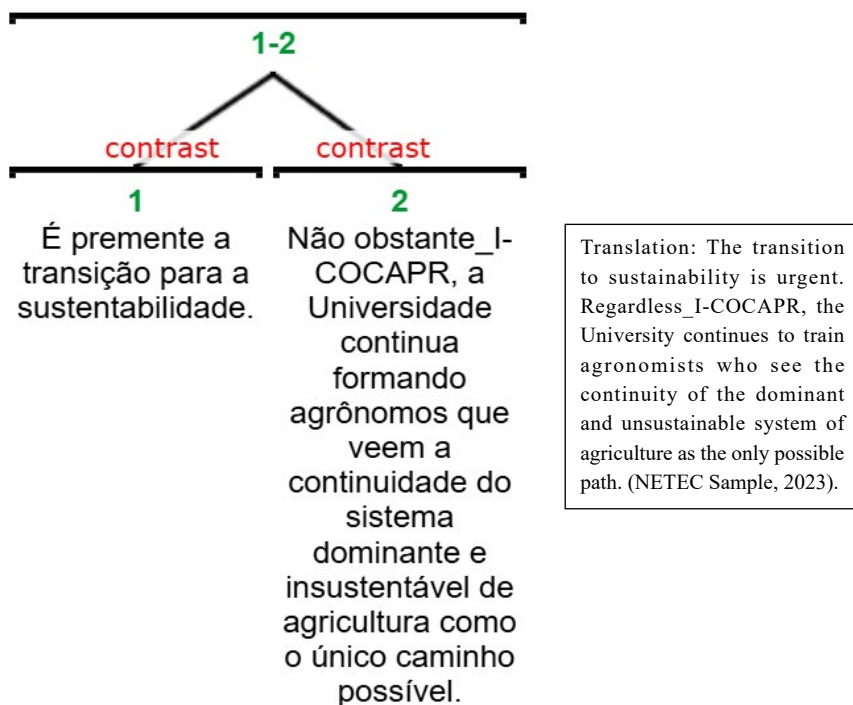 1-2
contrast
contrast
1
2
É premente a
transição para a
sustentabilidade.
Não obstante_I-
COCAPR, a
Universidade
continua
formando
agrônomos que
veem a
continuidade do
sistema
dominante e
insustentável de
agricultura como
o único caminho
possível.
Translation: The transition
to sustainability is urgent.
Regardless_I-COCAPR, the
University continues to train
agronomists who see the
continuity of the dominant
and unsustainable system of
agriculture as the only possible
path. (NETEC Sample, 2023).